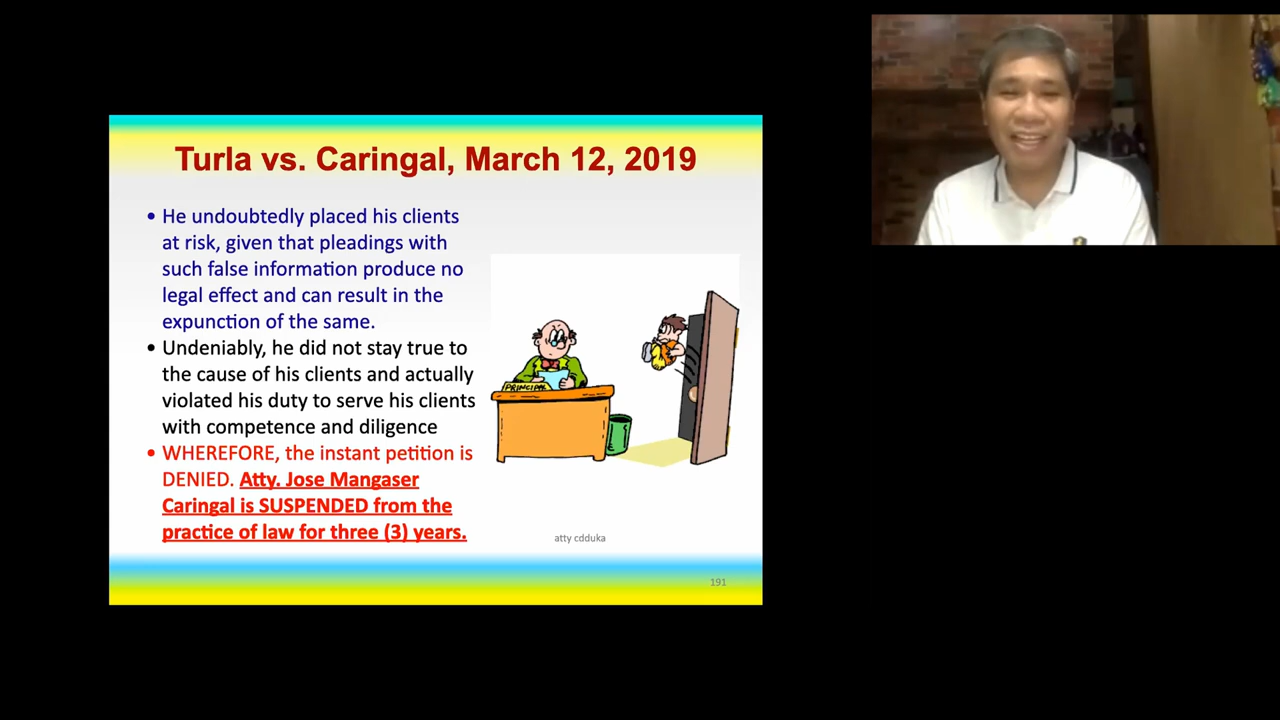 Turla vs. Caringal, March 12, 2019
• He undoubtedly placed his clients
at risk, given that pleadings with
such false information produce no
legal effect and can result in the
expunction of the same.
• Undeniably, he did not stay true to
the cause of his clients and actually
violated his duty to serve his clients
with competence and diligence
• WHEREFORE, the instant petition is
DENIED. Atty. Jose Mangaser
Caringal is SUSPENDED from the
practice of law for three (3) years.
PRINCIPAL
atty cdduka
191